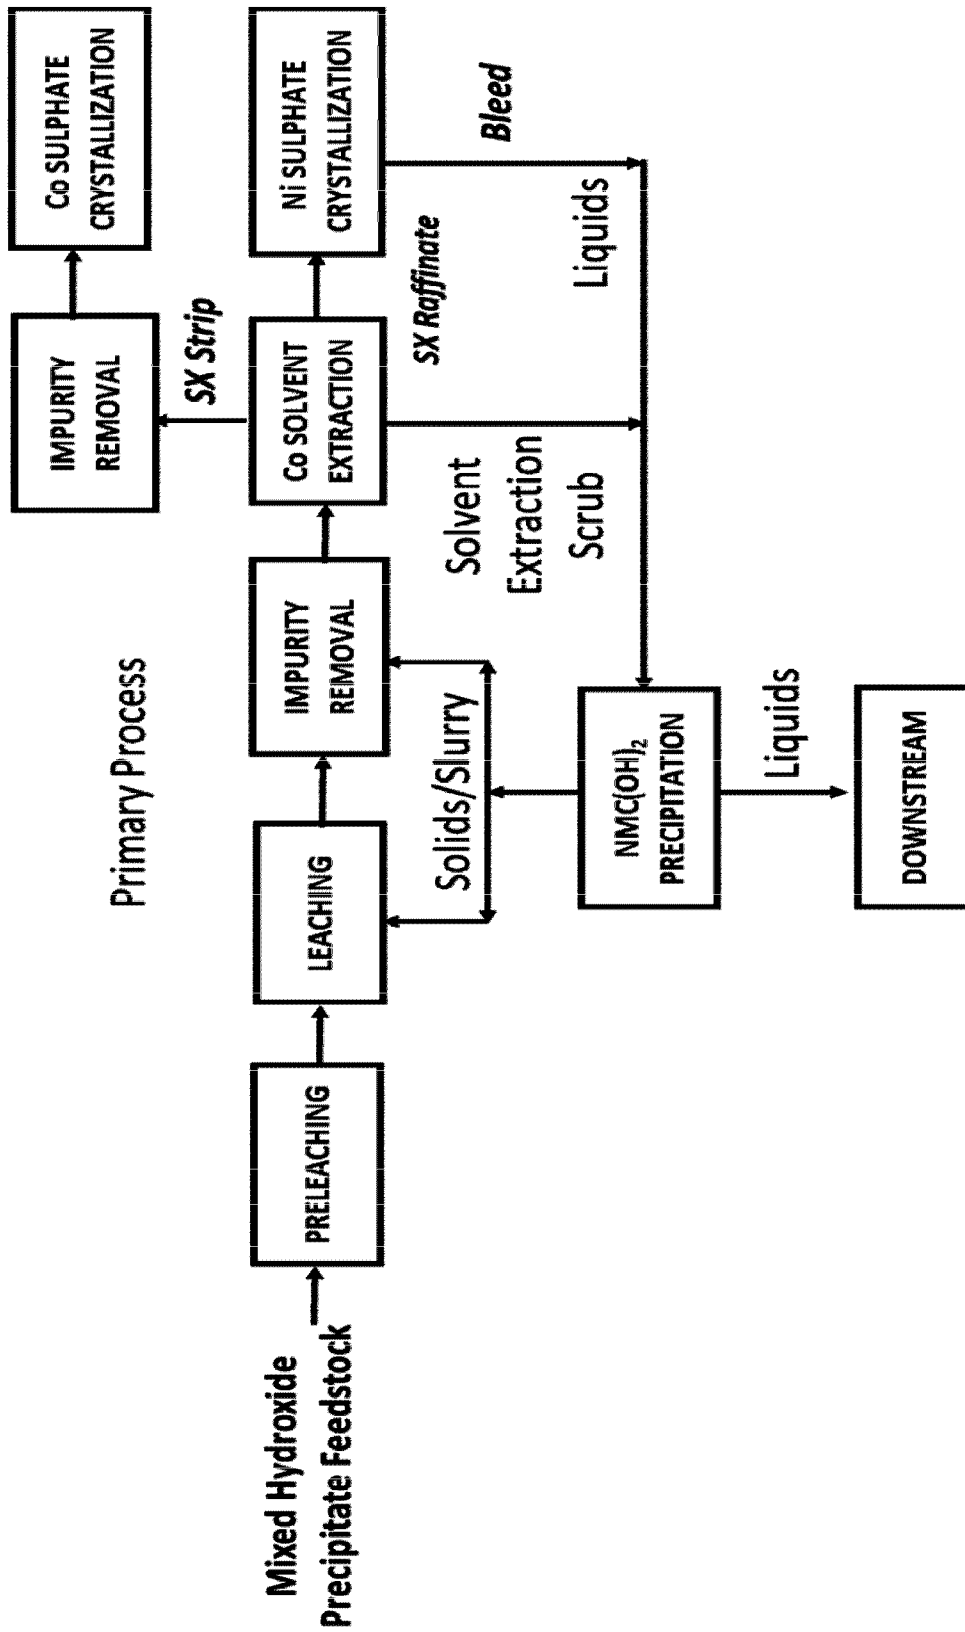 Primary Process
Mixed Hydroxide
Precipitate Feedstock
PRELEACHING
LEACHING
IMPURITY
REMOVAL
Co SOLVENT
EXTRACTION
SX Strip
IMPURITY
REMOVAL
Co SULPHATE
CRYSTALLIZATION
Ni SULPHATE
CRYSTALLIZATION
SX Raffinate
Bleed
Solids/Slurry
Solvent
Extraction
Scrub
Liquids
NMC(OH)₂
PRECIPITATION
Liquids
DOWNSTREAM